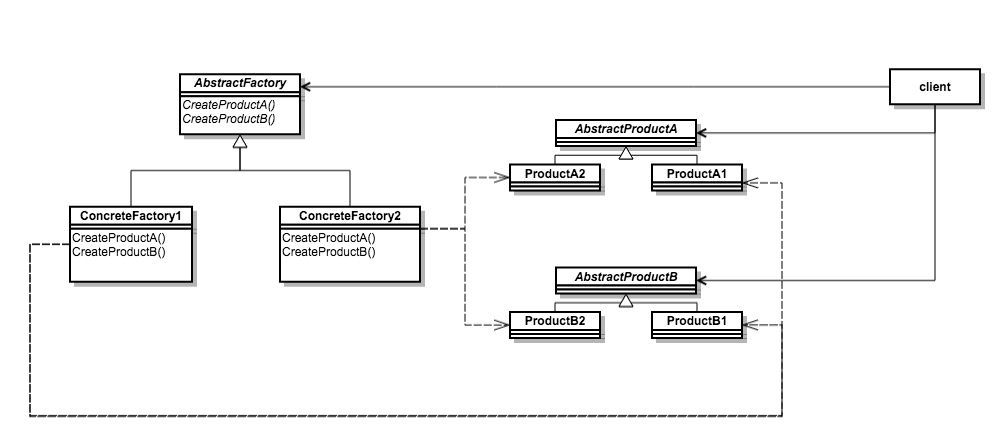 AbstractFactory
CreateProductA()
CreateProductB()
client
AbstractProductA
ProductA2
ProductA1
ConcreteFactory1
CreateProductA()
CreateProductB()
ConcreteFactory2
CreateProductA()
CreateProductB()
AbstractProductB
ProductB2
ProductB1